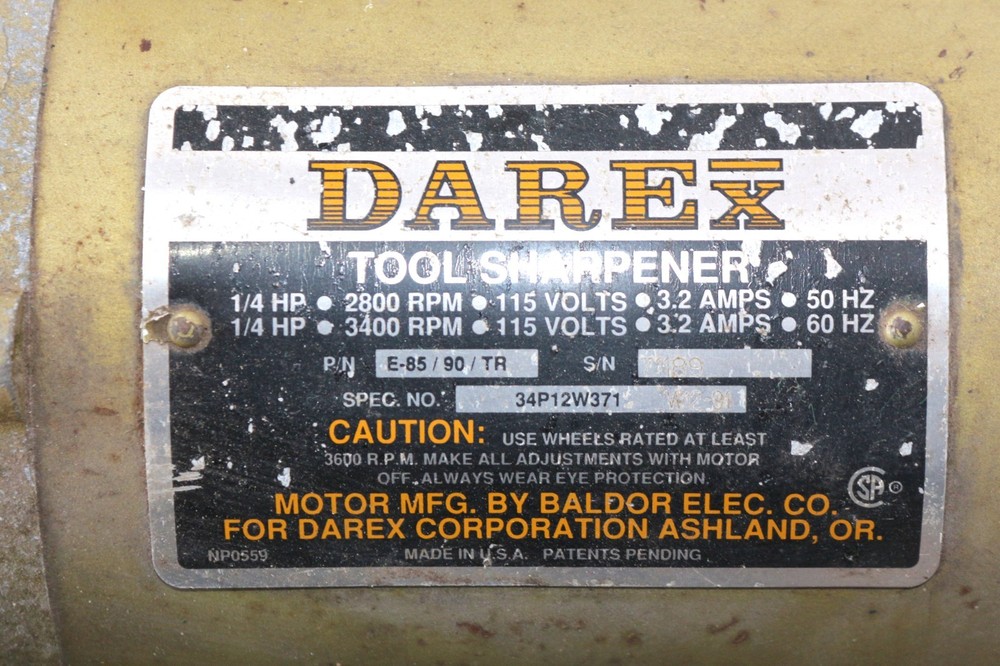 DAREX
TOOL SHARPENER
1/4 HP • 2800 RPM • 115 VOLTS • 3.2 AMPS • 50 HZ
1/4 HP • 3400 RPM • 115 VOLTS • 3.2 AMPS • 60 HZ
P/N E-85 / 90 / TR S/N
SPEC. NO. 34P12W371
CAUTION: USE WHEELS RATED AT LEAST
3600 R.P.M. MAKE ALL ADJUSTMENTS WITH MOTOR
OFF. ALWAYS WEAR EYE PROTECTION.
SA ®
MOTOR MFG. BY BALDOR ELEC. CO.
FOR DAREX CORPORATION ASHLAND, OR.
NP0559 MADE IN U.S.A. PATENTS PENDING